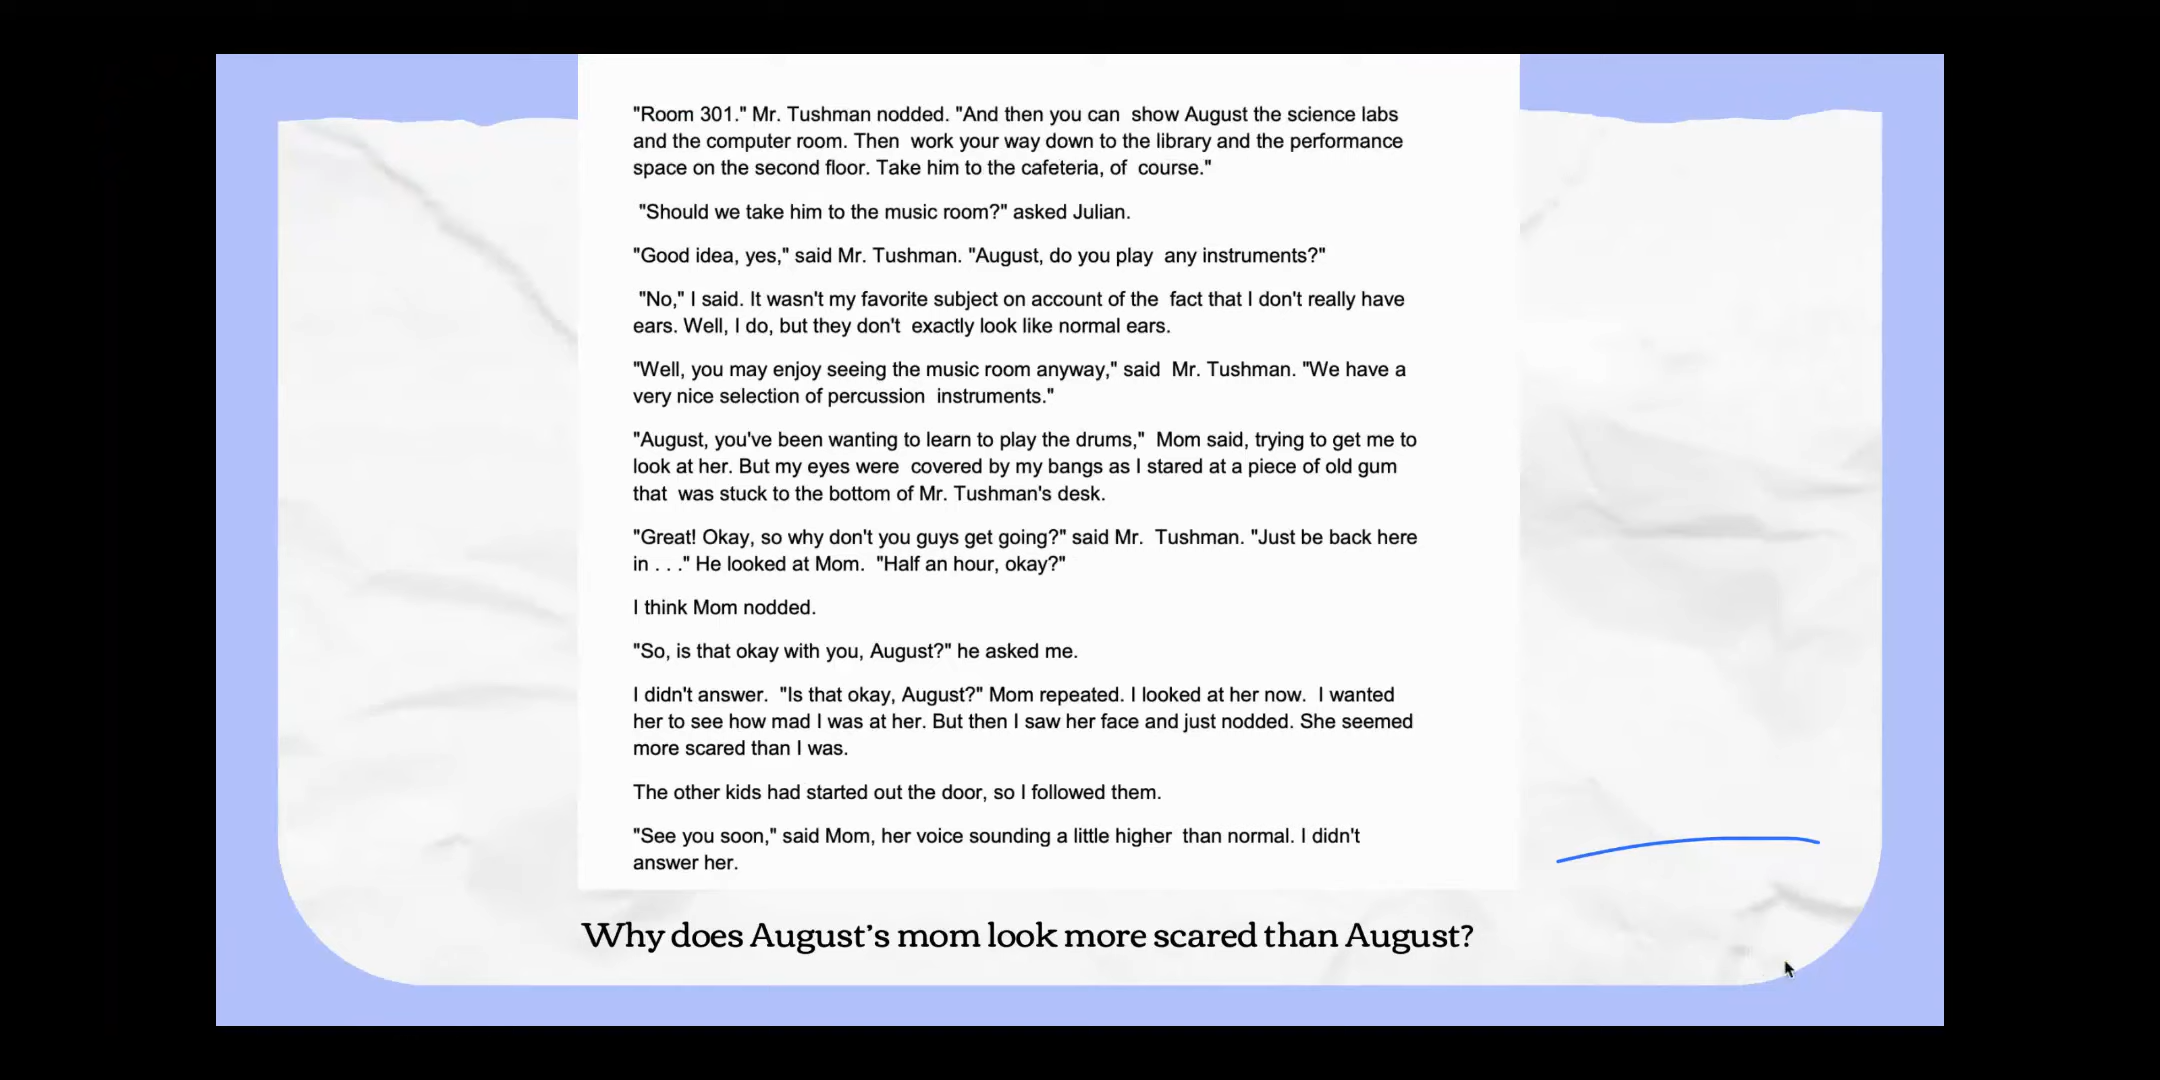 "Room 301." Mr. Tushman nodded. "And then you can  show August the science labs
and the computer room. Then  work your way down to the library and the performance
space on the second floor. Take him to the cafeteria, of  course."
"Should we take him to the music room?" asked Julian.
"Good idea, yes," said Mr. Tushman. "August, do you play  any instruments?"
"No," I said. It wasn't my favorite subject on account of the  fact that I don't really have
ears. Well, I do, but they don't  exactly look like normal ears.
"Well, you may enjoy seeing the music room anyway," said  Mr. Tushman. "We have a
very nice selection of percussion  instruments."
"August, you've been wanting to learn to play the drums,"  Mom said, trying to get me to
look at her. But my eyes were  covered by my bangs as I stared at a piece of old gum
that  was stuck to the bottom of Mr. Tushman's desk.
"Great! Okay, so why don't you guys get going?" said Mr.  Tushman. "Just be back here
in . . ." He looked at Mom.  "Half an hour, okay?"
I think Mom nodded.
"So, is that okay with you, August?" he asked me.
I didn't answer.  "Is that okay, August?" Mom repeated. I looked at her now.  I wanted
her to see how mad I was at her. But then I saw her face and just nodded. She seemed
more scared than I was.
The other kids had started out the door, so I followed them.
"See you soon," said Mom, her voice sounding a little higher  than normal. I didn't
answer her.
Why does August's mom look more scared than August?